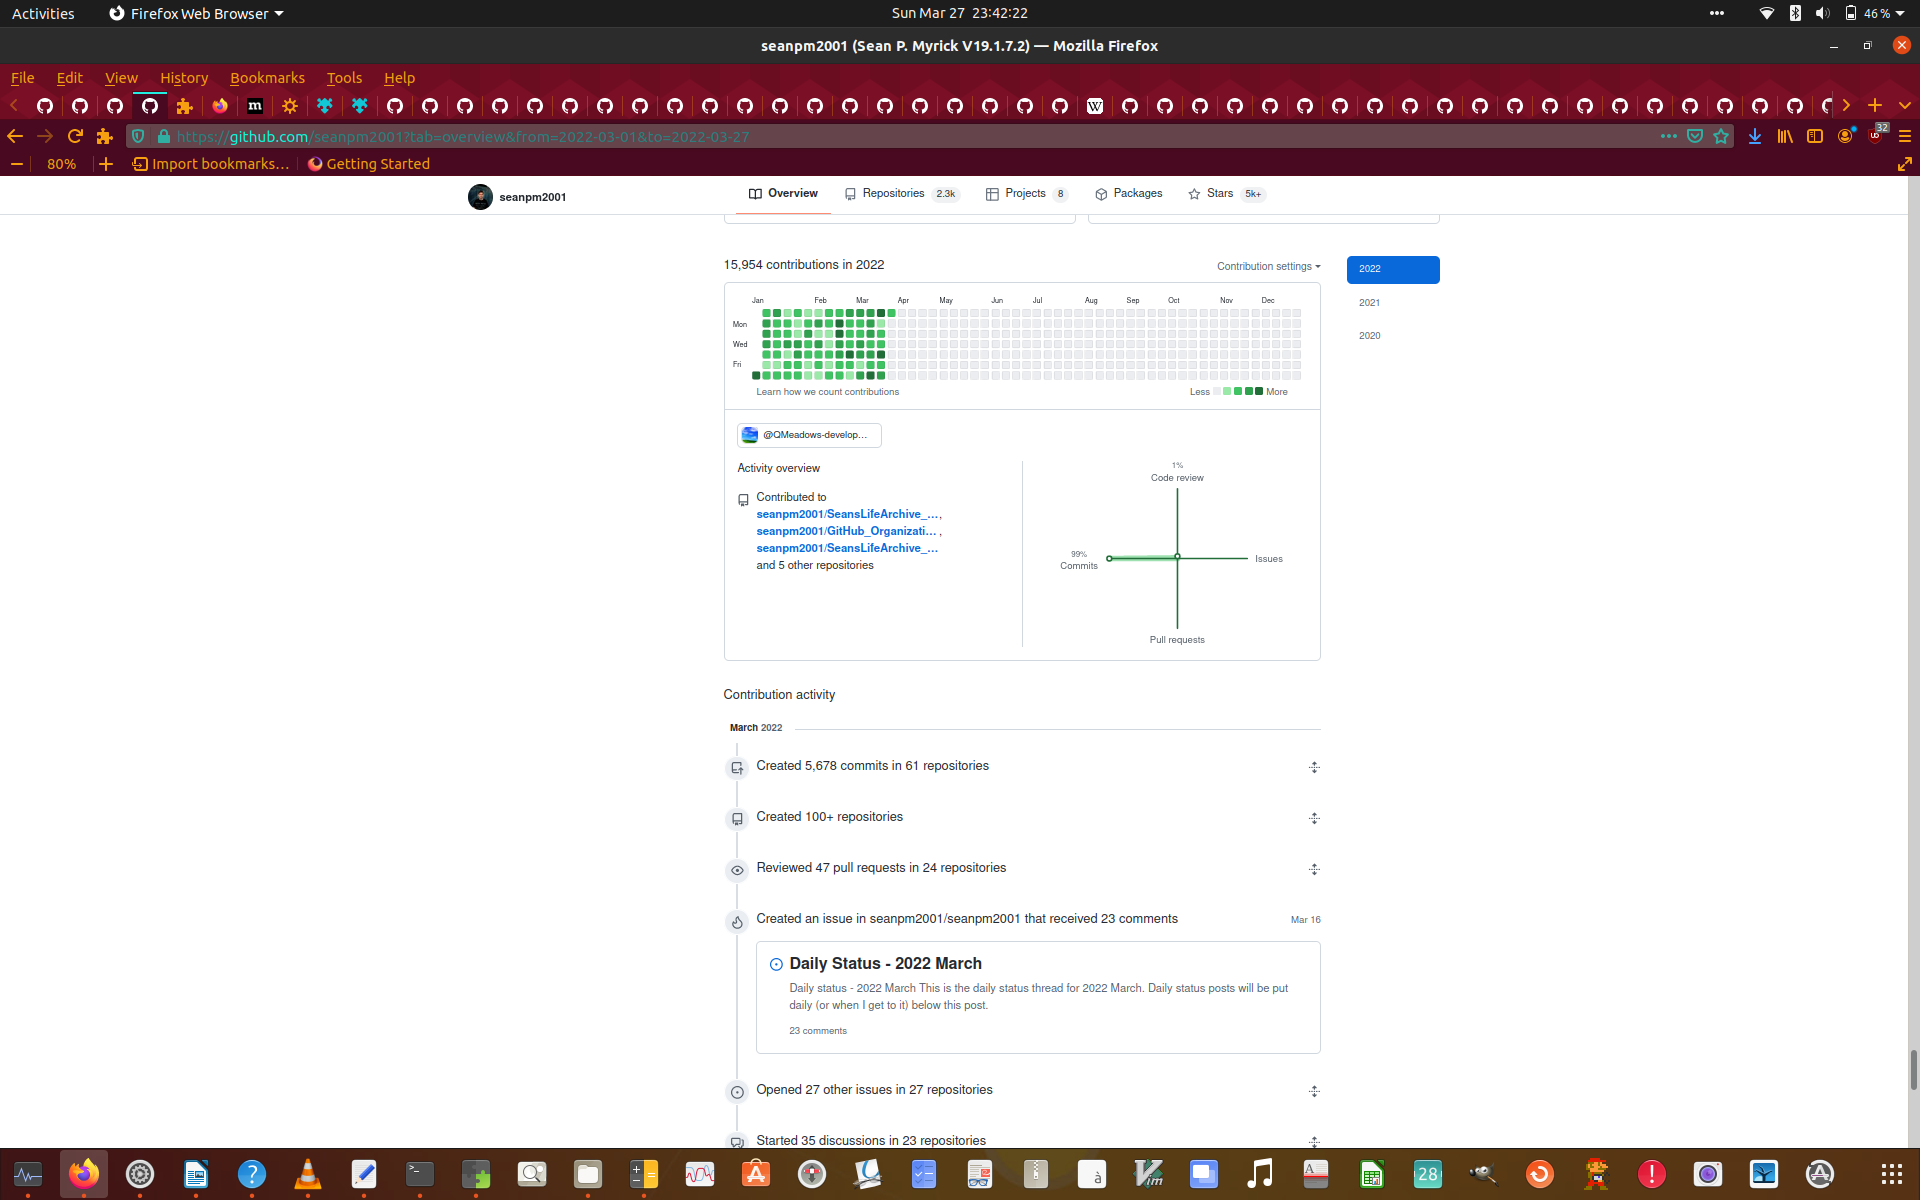 Activities
Firefox Web Browser
Sun Mar 27 23:42:22
46 %
seanpm2001 (Sean P. Myrick V19.1.7.2) — Mozilla Firefox
File Edit View History Bookmarks Tools Help
https://github.com/seanpm2001?tab=overview&from=2022-03-01&to=2022-03-27
32
80%
Import bookmarks...
Getting Started
seanpm2001
Overview
Repositories 2.3k
Projects 8
Packages
Stars 5k+
15,954 contributions in 2022
Contribution settings
2022
2021
2020
Jan Feb Mar Apr May Jun Jul Aug Sep Oct Nov Dec
Mon
Wed
Fri
Learn how we count contributions
Less More
@QMeadows-develop...
Activity overview
Contributed to
seanpm2001/SeansLifeArchive_...,
seanpm2001/GitHub_Organizati...,
seanpm2001/SeansLifeArchive_...
and 5 other repositories
1%
Code review
99%
Commits
Issues
Pull requests
Contribution activity
March 2022
Created 5,678 commits in 61 repositories
Created 100+ repositories
Reviewed 47 pull requests in 24 repositories
Created an issue in seanpm2001/seanpm2001 that received 23 comments
Mar 16
Daily Status - 2022 March
Daily status - 2022 March This is the daily status thread for 2022 March. Daily status posts will be put
daily (or when I get to it) below this post.
23 comments
Opened 27 other issues in 27 repositories
Started 35 discussions in 23 repositories
28